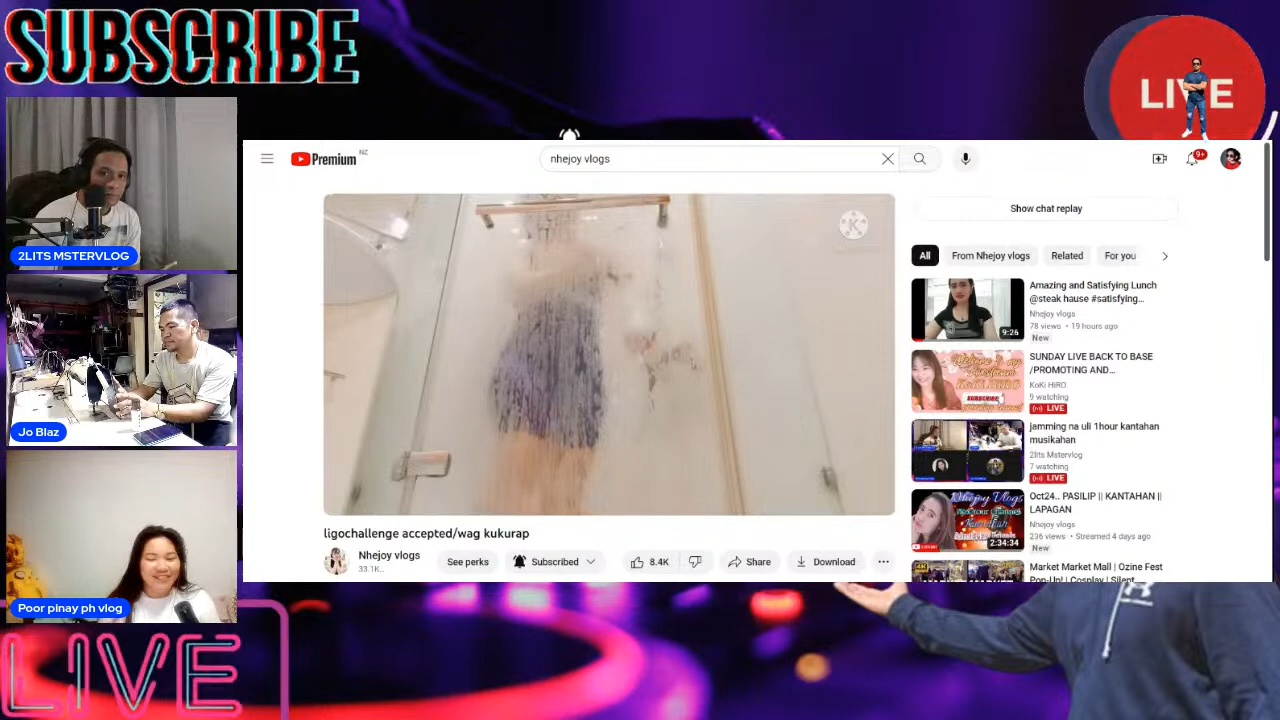 SUBSCRIBE
LIVE
2LITS MSTERVLOG
Jo Blaz
Poor pinay ph vlog
LIVE
Premium NZ
nhejoy vlogs
9+
K
ligochallenge accepted/wag kukurap
Nhejoy vlogs
33.1K..
See perks
Subscribed
8.4K
Share
Download
Show chat replay
All
From Nhejoy vlogs
Related
For you
9:26
Amazing and Satisfying Lunch
@steak hause #satisfying...
Nhejoy vlogs
78 views • 19 hours ago
New
SUBSCRIBE
SUNDAY LIVE BACK TO BASE
/PROMOTING AND...
KoKi HiRO
9 watching
LIVE
jamming na uli 1hour kantahan
musikahan
2lits Mstervlog
7 watching
LIVE
Nhejoy Vlogs
2:34:34
Oct24.. PASILIP || KANTAHAN ||
LAPAGAN
Nhejoy vlogs
236 views • Streamed 4 days ago
New
Market Market Mall | Ozine Fest
Pop-Up! | Cosplay | Silent